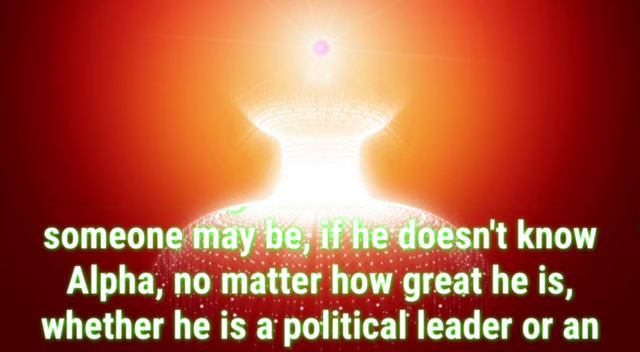 someone may be, if he doesn't know
Alpha, no matter how great he is,
whether he is a political leader or an